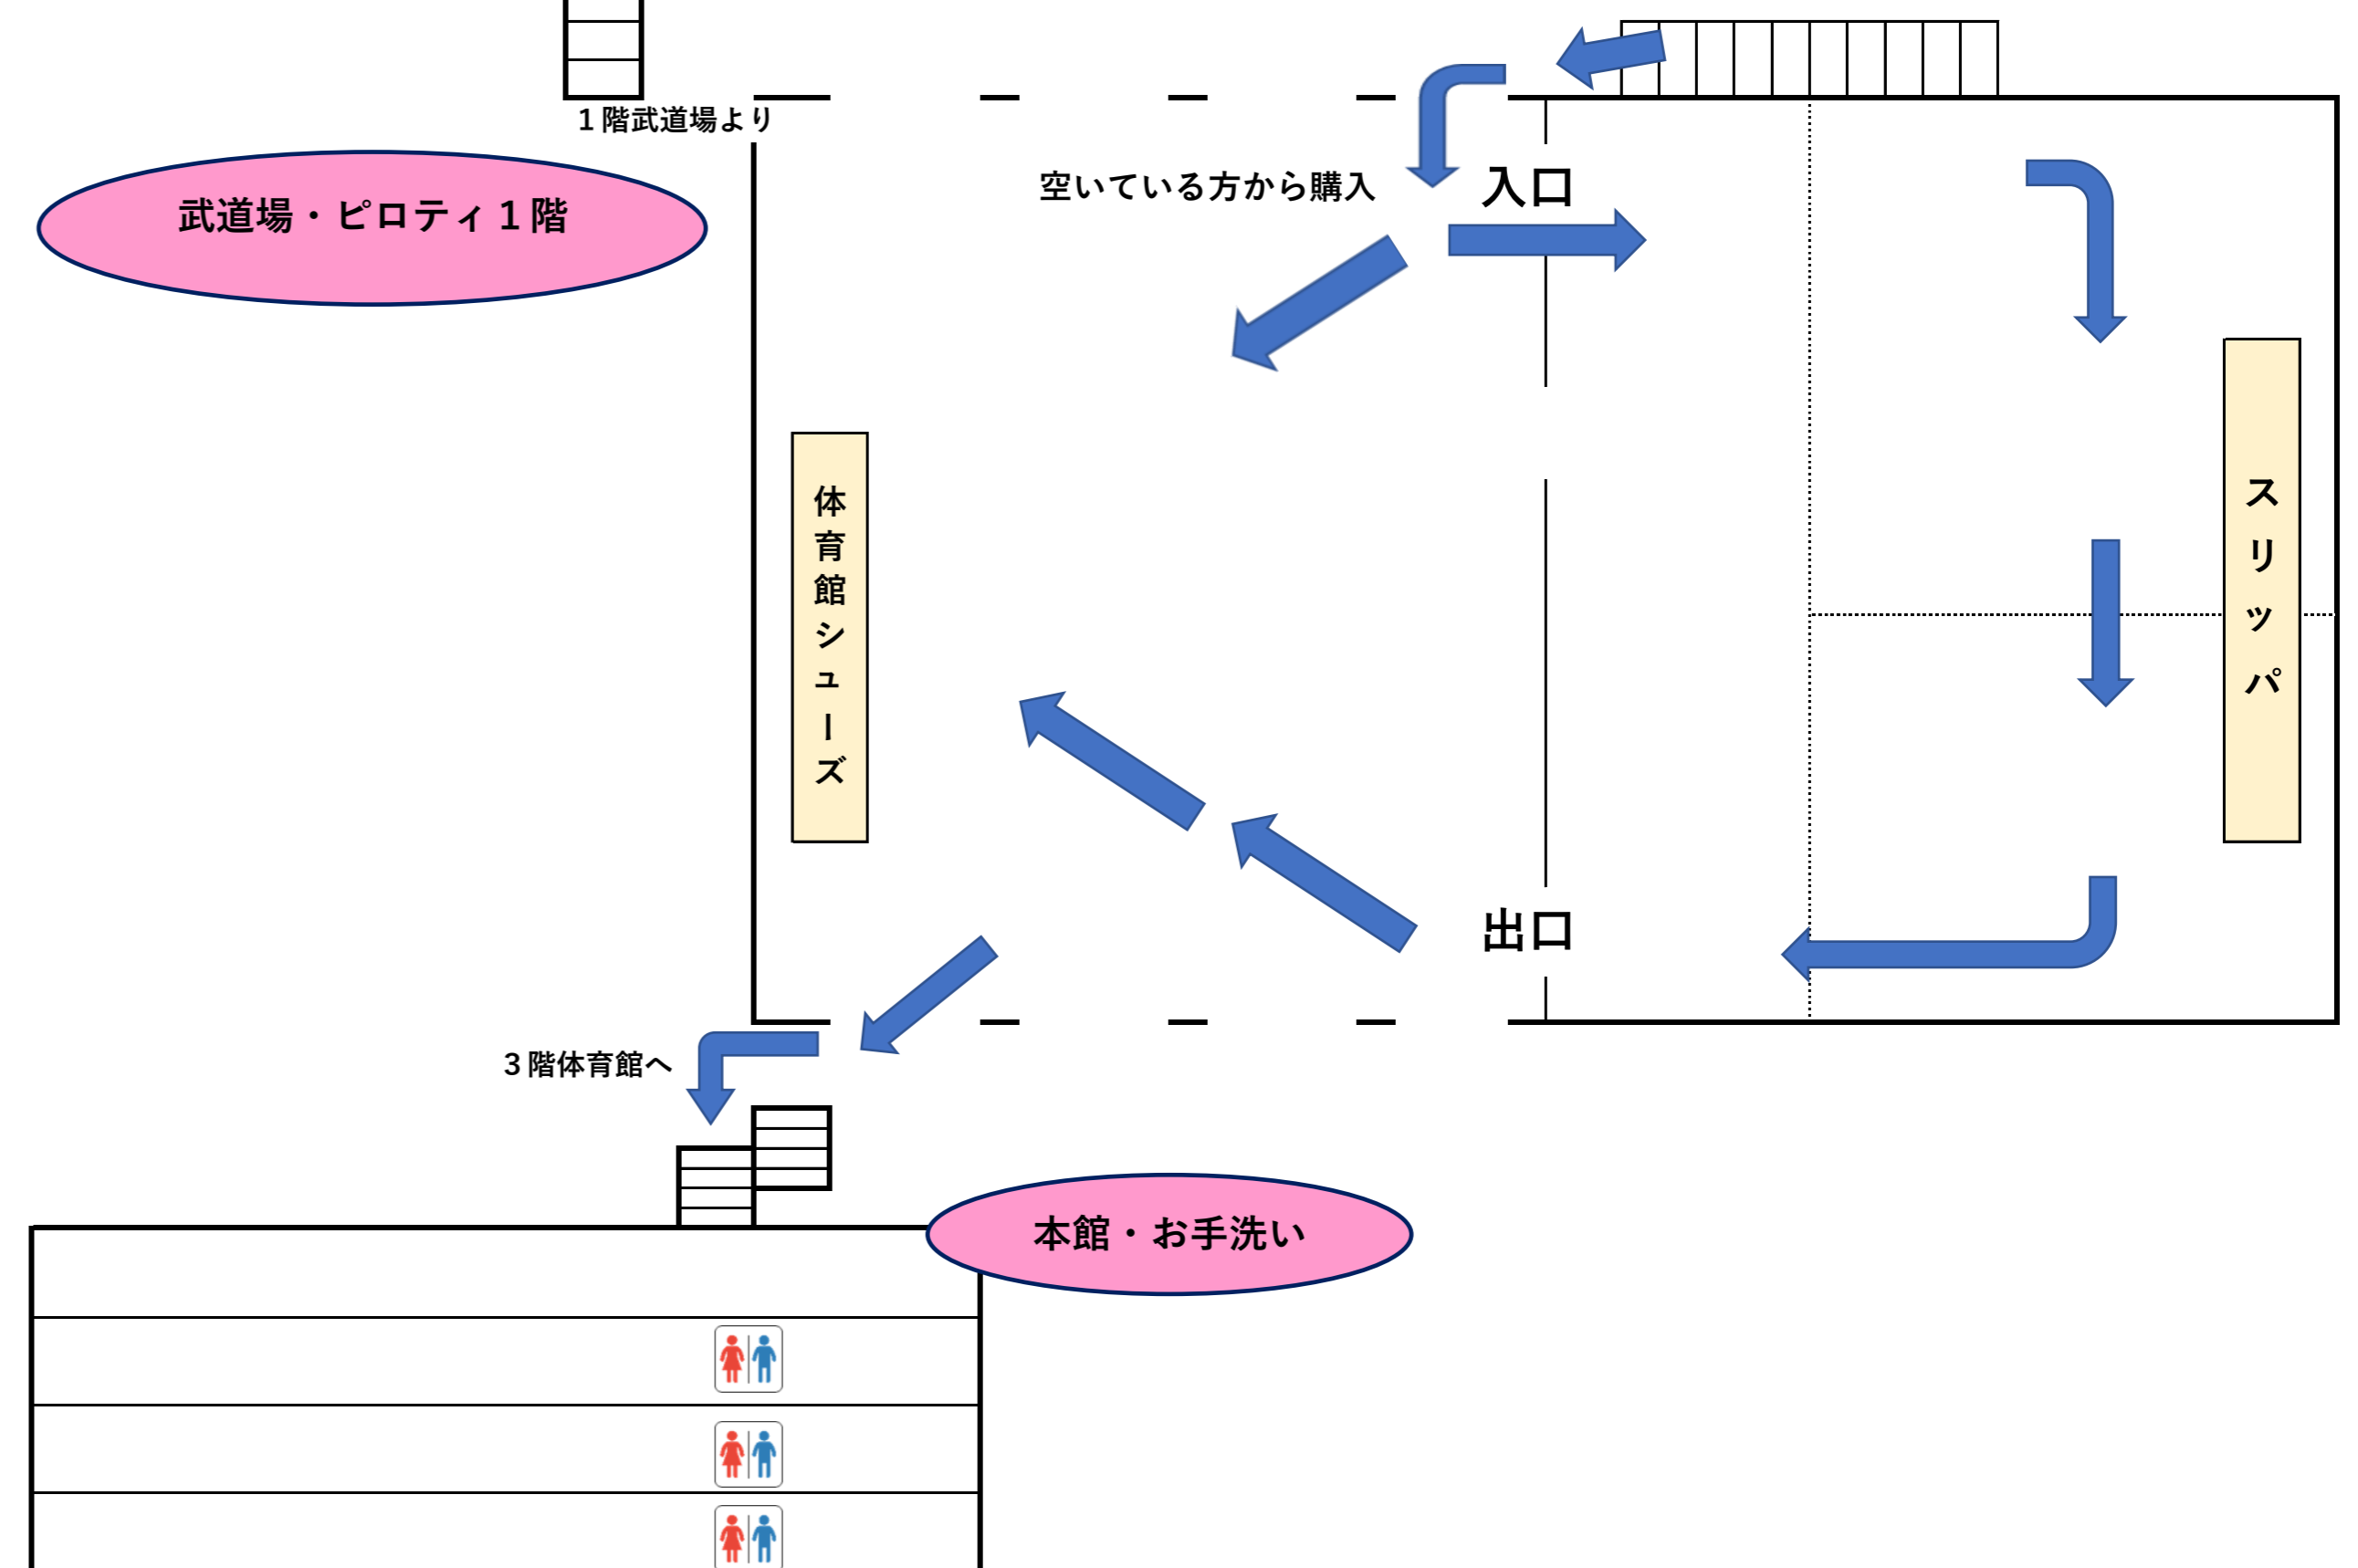 １階武道場より
武道場・ピロティ１階
空いている方から購入
入口
体育館シューズ
スリッパ
出口
３階体育館へ
本館・お手洗い